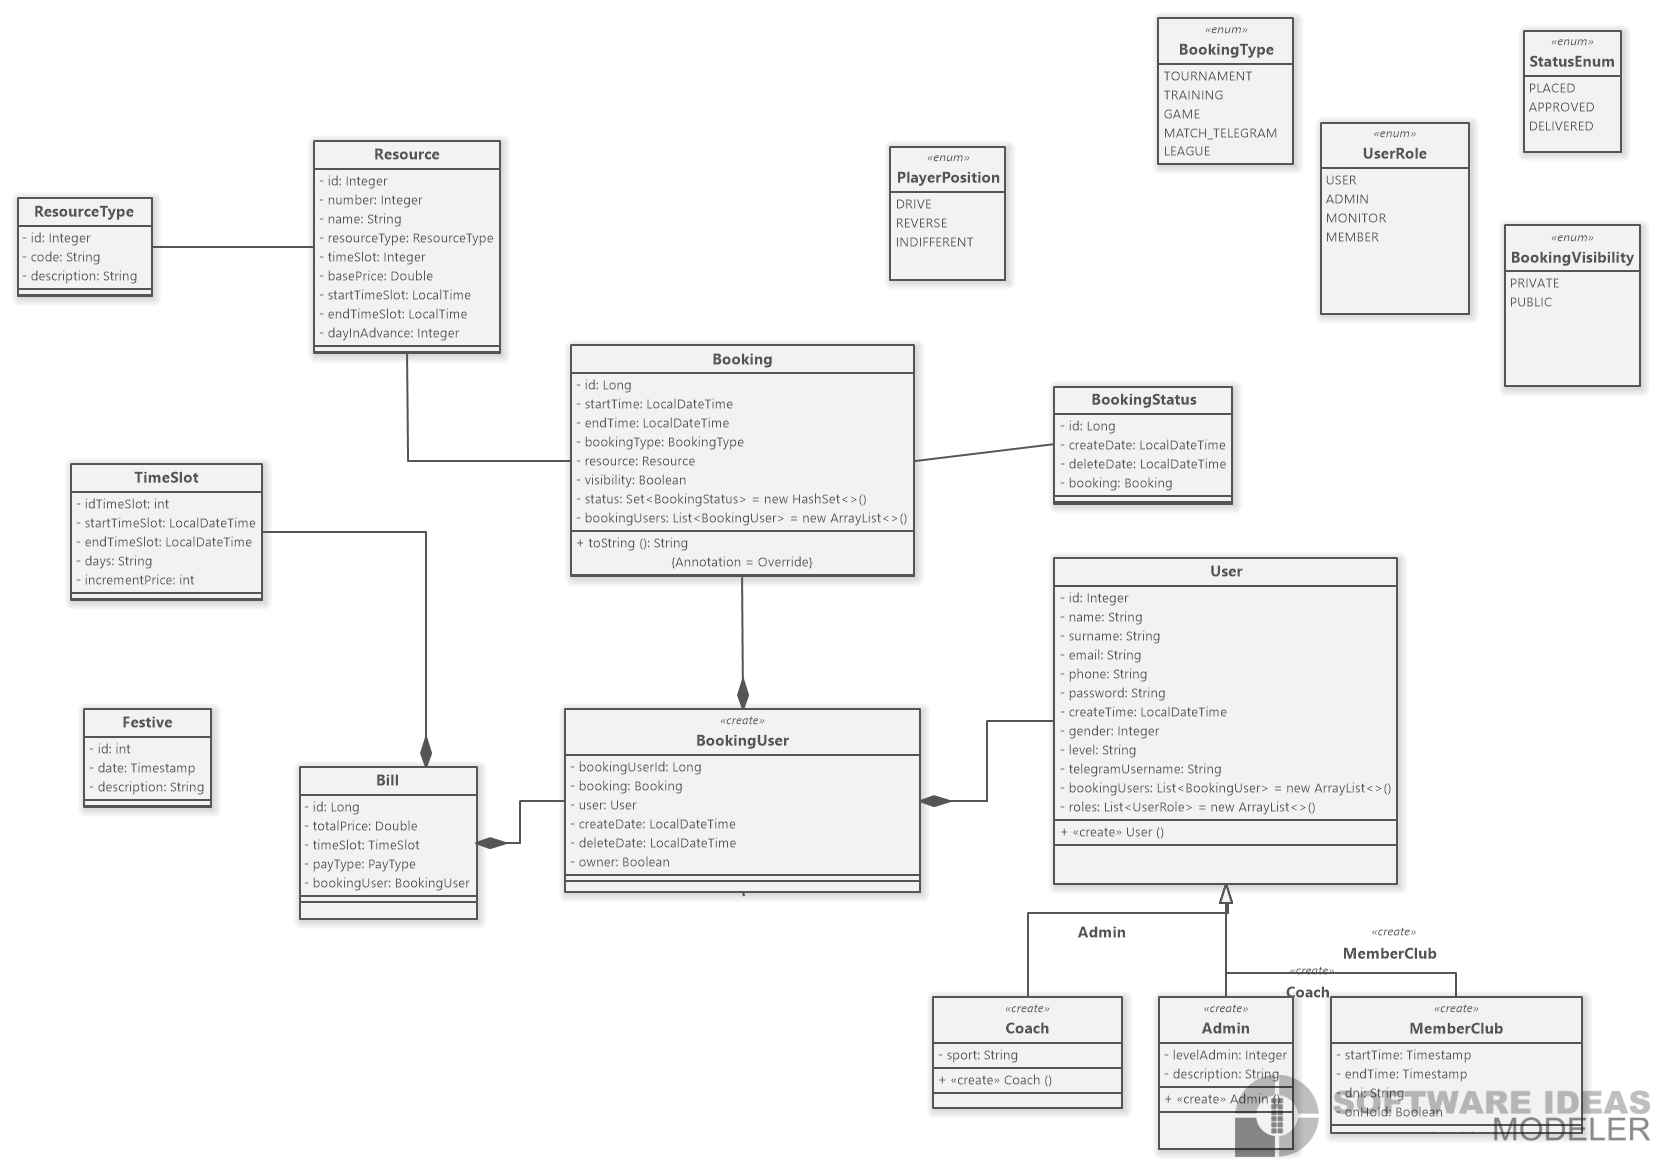 «enum»
BookingType
TOURNAMENT
TRAINING
GAME
MATCH_TELEGRAM
LEAGUE
«enum»
StatusEnum
PLACED
APPROVED
DELIVERED
«enum»
UserRole
USER
ADMIN
MONITOR
MEMBER
«enum»
PlayerPosition
DRIVE
REVERSE
INDIFFERENT
«enum»
BookingVisibility
PRIVATE
PUBLIC
Resource
- id: Integer
- number: Integer
- name: String
- resourceType: ResourceType
- timeSlot: Integer
- basePrice: Double
- startTimeSlot: LocalTime
- endTimeSlot: LocalTime
- dayInAdvance: Integer
ResourceType
- id: Integer
- code: String
- description: String
Booking
- id: Long
- startTime: LocalDateTime
- endTime: LocalDateTime
- bookingType: BookingType
- resource: Resource
- visibility: Boolean
- status: Set<BookingStatus> = new HashSet<>()
- bookingUsers: List<BookingUser> = new ArrayList<>()
+ toString (): String
{Annotation = Override}
BookingStatus
- id: Long
- createDate: LocalDateTime
- deleteDate: LocalDateTime
- booking: Booking
TimeSlot
- idTimeSlot: int
- startTimeSlot: LocalDateTime
- endTimeSlot: LocalDateTime
- days: String
- incrementPrice: int
User
- id: Integer
- name: String
- surname: String
- email: String
- phone: String
- password: String
- createTime: LocalDateTime
- gender: Integer
- level: String
- telegramUsername: String
- bookingUsers: List<BookingUser> = new ArrayList<>()
- roles: List<UserRole> = new ArrayList<>()
+ «create» User ()
Festive
- id: int
- date: Timestamp
- description: String
Bill
- id: Long
- totalPrice: Double
- timeSlot: TimeSlot
- payType: PayType
- bookingUser: BookingUser
«create»
BookingUser
- bookingUserId: Long
- booking: Booking
- user: User
- createDate: LocalDateTime
- deleteDate: LocalDateTime
- owner: Boolean
Admin
«create»
MemberClub
«create»
Coach
«create»
Coach
- sport: String
+ «create» Coach ()
«create»
Admin
- levelAdmin: Integer
- description: String
+ «create» Admin ()
«create»
MemberClub
- startTime: Timestamp
- endTime: Timestamp
- dni: String
- onHold: Boolean
SOFTWARE IDEAS
MODELER